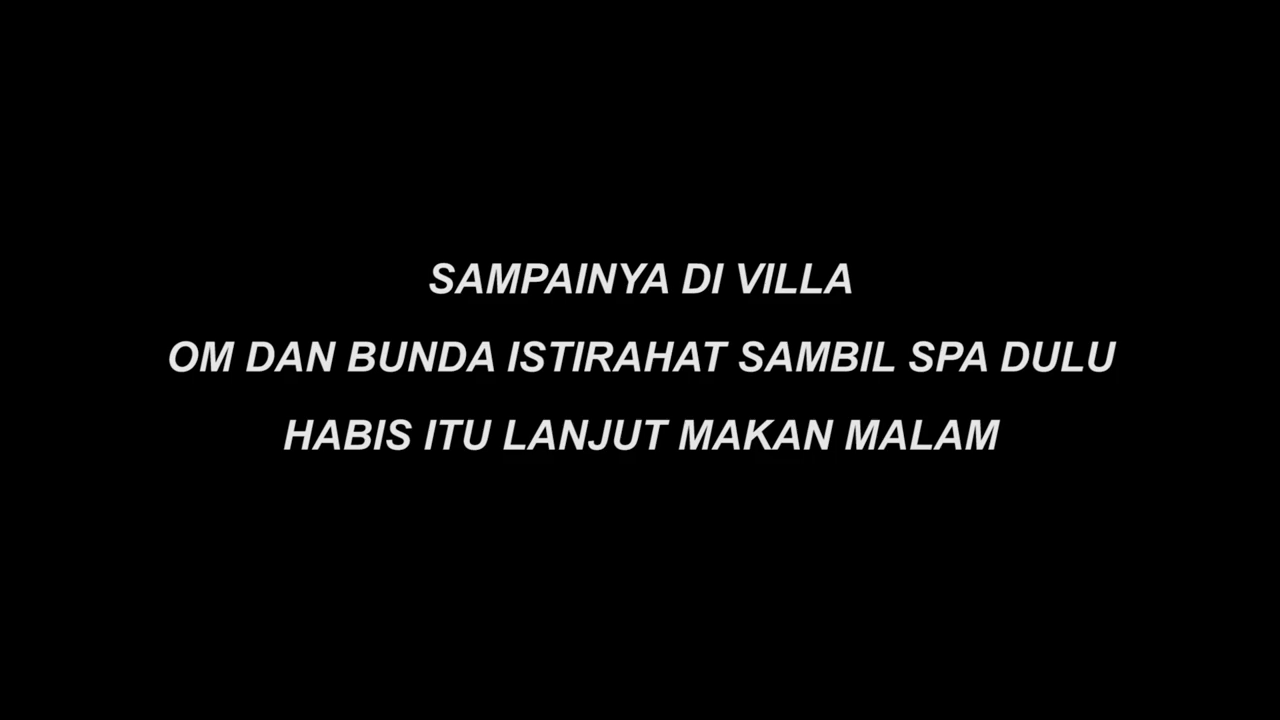 SAMPAINYA DI VILLA
OM DAN BUNDA ISTIRAHAT SAMBIL SPA DULU
HABIS ITU LANJUT MAKAN MALAM